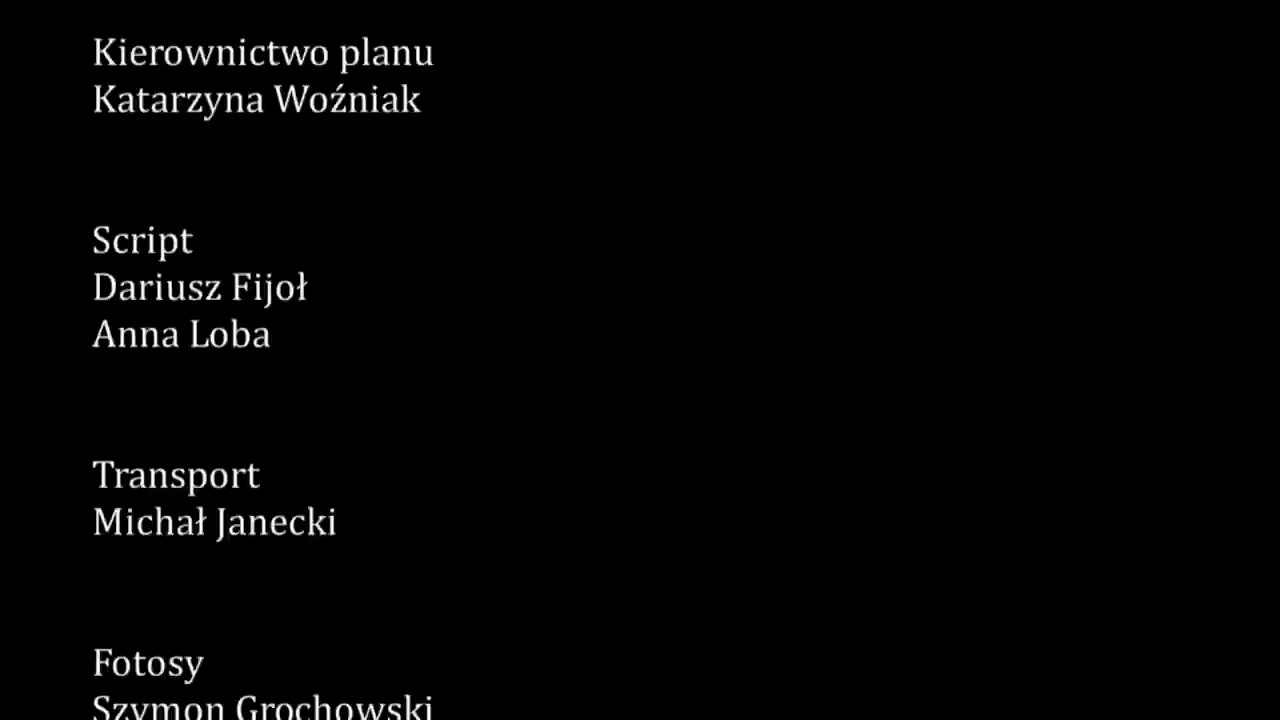 Kierownictwo planu
Katarzyna Woźniak
Script
Dariusz Fijoł
Anna Loba
Transport
Michał Janecki
Fotosy
Szymon Grochowski